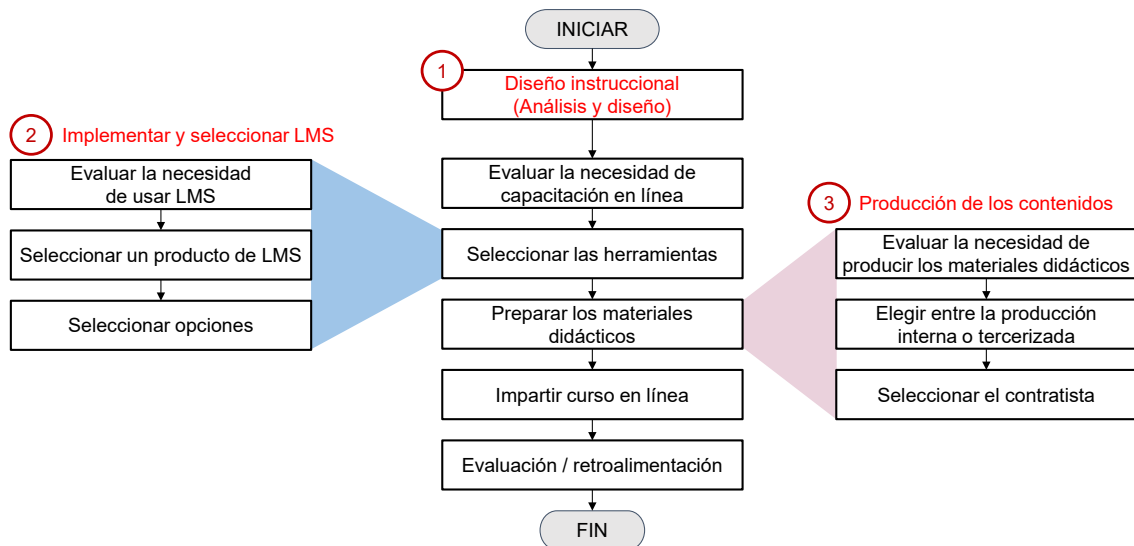 INICIAR
1
Diseño instruccional
(Análisis y diseño)
Evaluar la necesidad de
capacitación en línea
Seleccionar las herramientas
Preparar los materiales
didácticos
Impartir curso en línea
Evaluación / retroalimentación
FIN
2 Implementar y seleccionar LMS
Evaluar la necesidad
de usar LMS
Seleccionar un producto de LMS
Seleccionar opciones
3 Producción de los contenidos
Evaluar la necesidad de
producir los materiales didácticos
Elegir entre la producción
interna o tercerizada
Seleccionar el contratista